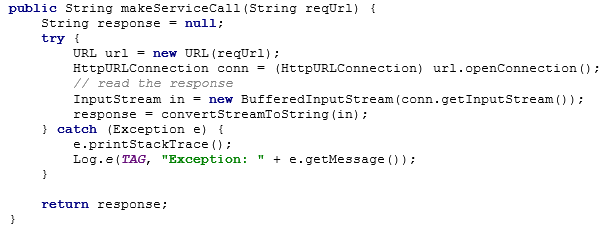 public String makeServiceCall(String reqUrl) {
    String response = null;
    try {
        URL url = new URL(reqUrl);
        HttpURLConnection conn = (HttpURLConnection) url.openConnection();
        // read the response
        InputStream in = new BufferedInputStream(conn.getInputStream());
        response = convertStreamToString(in);
    } catch (Exception e) {
        e.printStackTrace();
        Log.e(TAG, "Exception: " + e.getMessage());
    }

    return response;
}